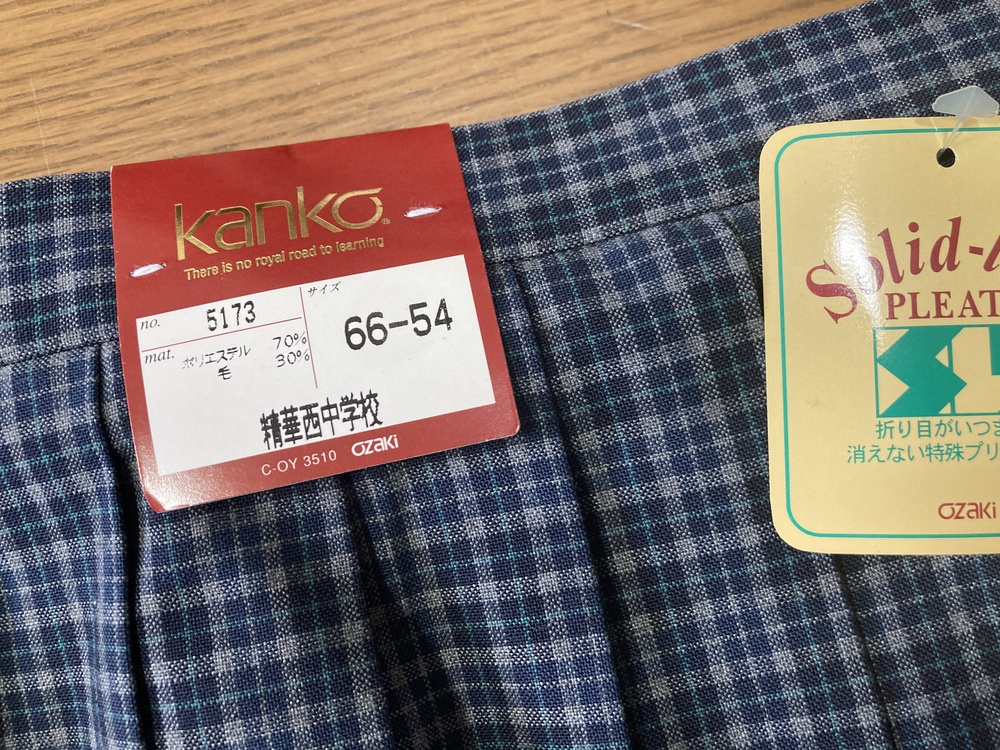 kanko®
There is no royal road to learning
no. 5173
サイズ
66-54
mat. ポリエステル 70%
毛 30%
精華西中学校
C-OY 3510 OZAKI
Solid-
PLEAT
SL
折り目がいつ
消えない特殊プリ
OZAKI